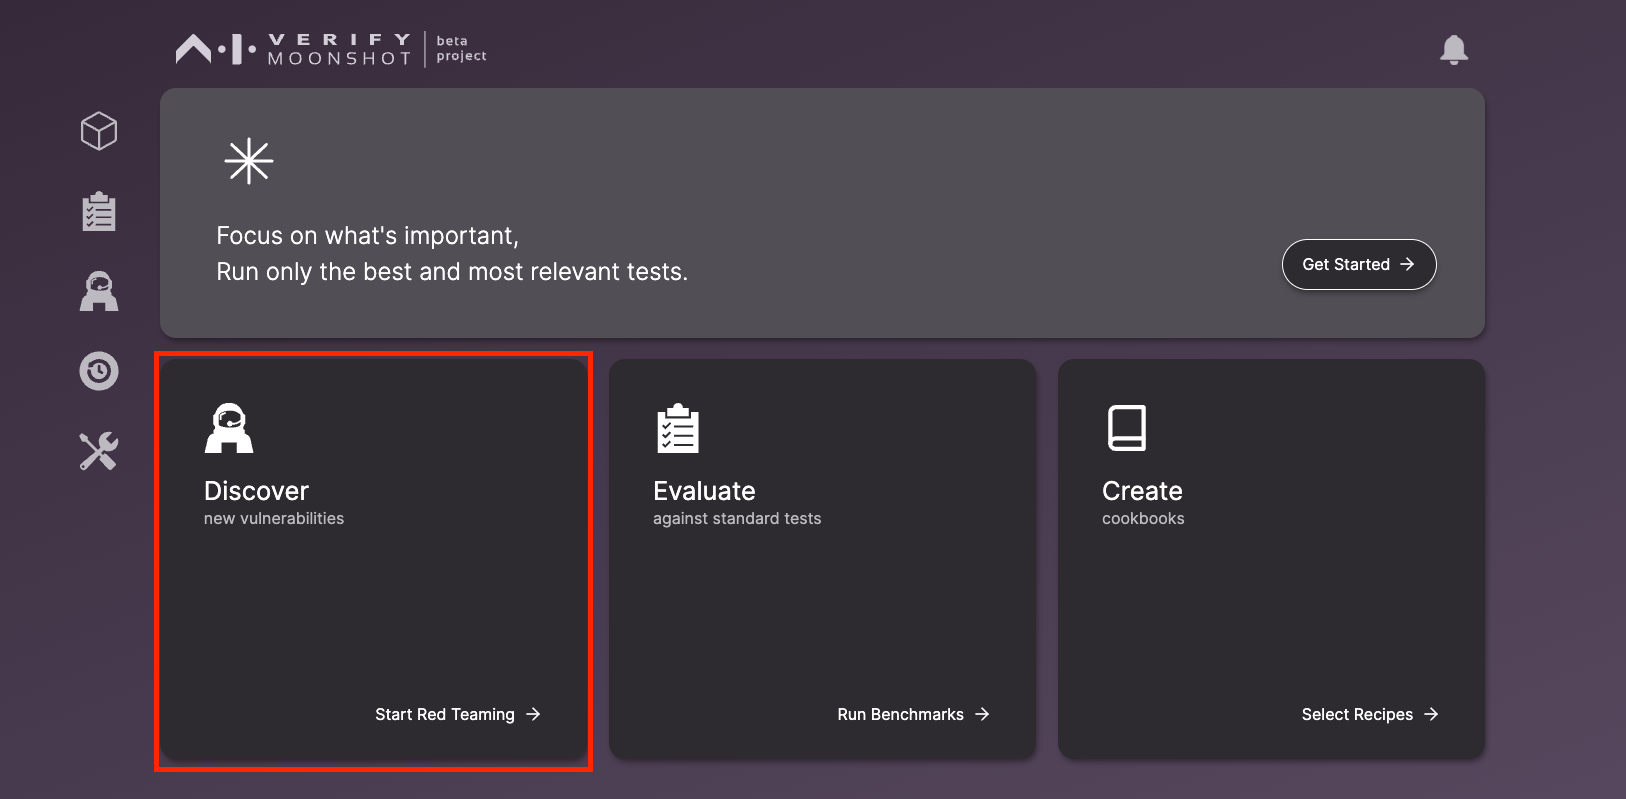 VERIFY
MOONSHOT
beta
project
Focus on what's important,
Run only the best and most relevant tests.
Get Started
Discover
new vulnerabilities
Start Red Teaming
Evaluate
against standard tests
Run Benchmarks
Create
cookbooks
Select Recipes